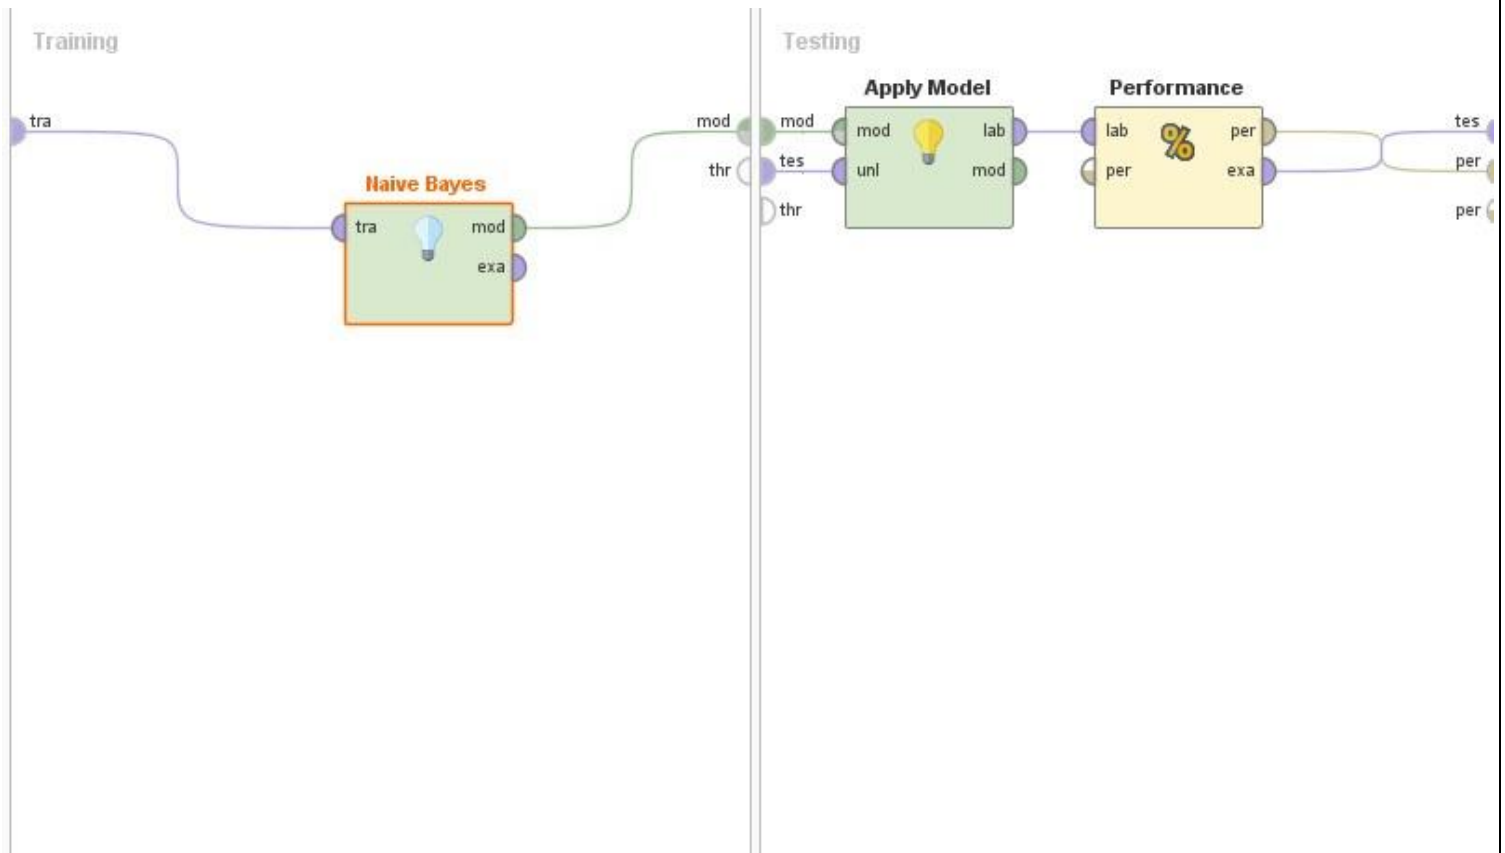 Training
tra
Naive Bayes
tra
mod
exa
mod
thr
Testing
mod
tes
thr
Apply Model
mod
lab
unl
mod
Performance
lab
per
per
exa
tes
per
per